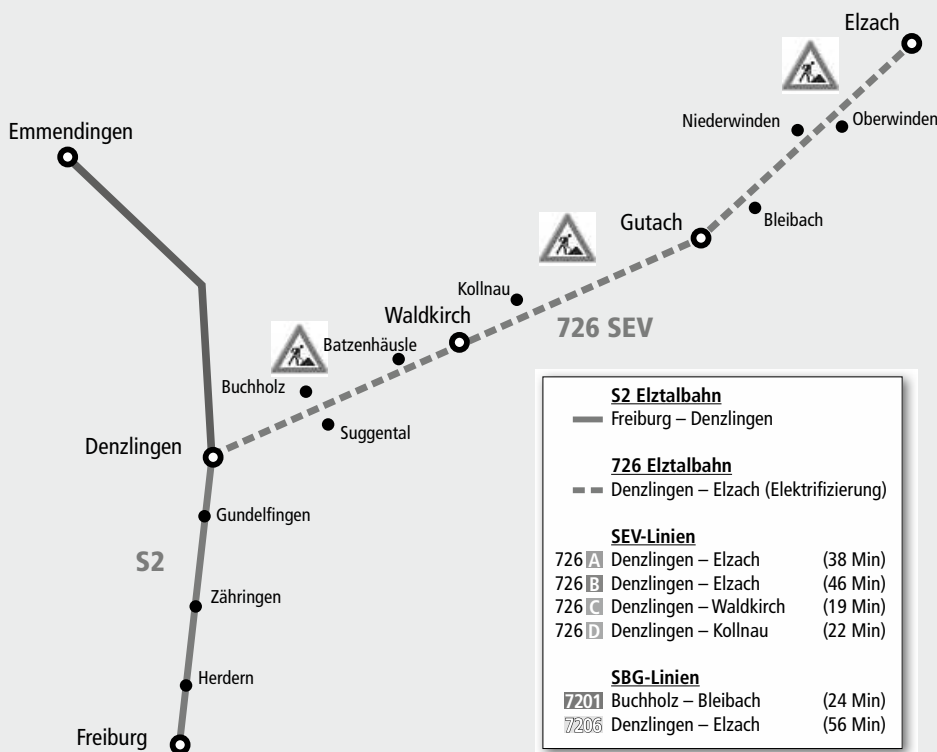 Elzach
Emmendingen
Niederwinden
Oberwinden
Bleibach
Gutach
Kollnau
Waldkirch
726 SEV
Batzenhäusle
Buchholz
Suggental
Denzlingen
Gundelfingen
S2
Zähringen
Herdern
Freiburg
S2 Elztalbahn
Freiburg – Denzlingen
726 Elztalbahn
Denzlingen – Elzach (Elektrifizierung)
SEV-Linien
726 A Denzlingen – Elzach (38 Min)
726 B Denzlingen – Elzach (46 Min)
726 C Denzlingen – Waldkirch (19 Min)
726 D Denzlingen – Kollnau (22 Min)
SBG-Linien
7201 Buchholz – Bleibach (24 Min)
7206 Denzlingen – Elzach (56 Min)